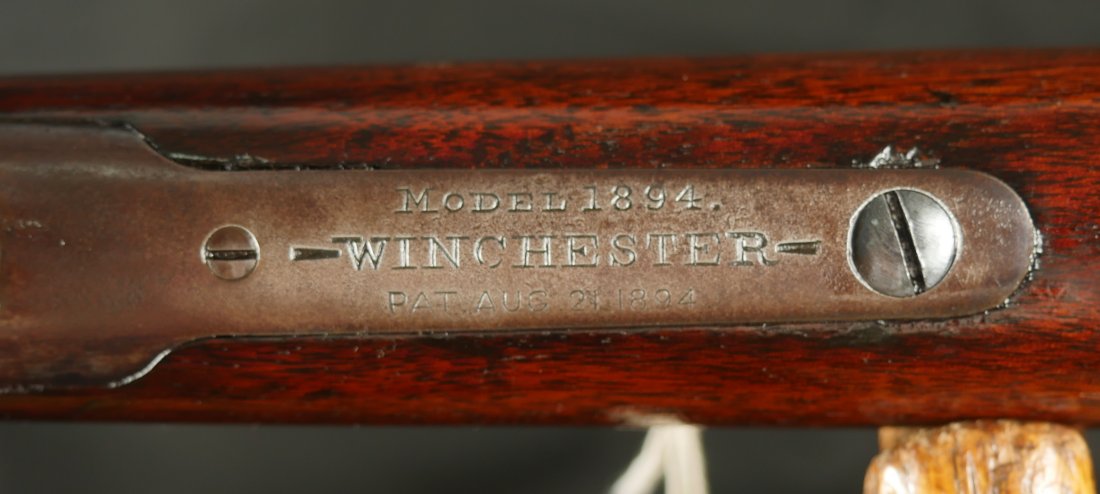 MODEL 1894.
-WINCHESTER-
PAT. AUG. 21. 1894